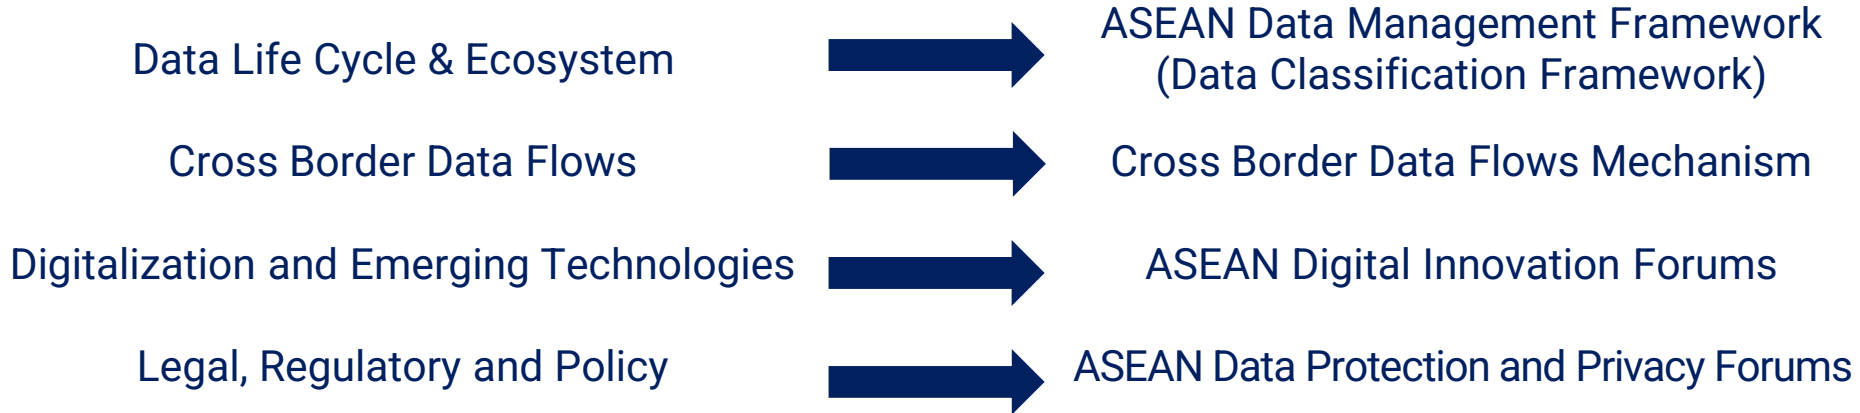 Data Life Cycle & Ecosystem
ASEAN Data Management Framework
(Data Classification Framework)
Cross Border Data Flows
Cross Border Data Flows Mechanism
Digitalization and Emerging Technologies
ASEAN Digital Innovation Forums
Legal, Regulatory and Policy
ASEAN Data Protection and Privacy Forums